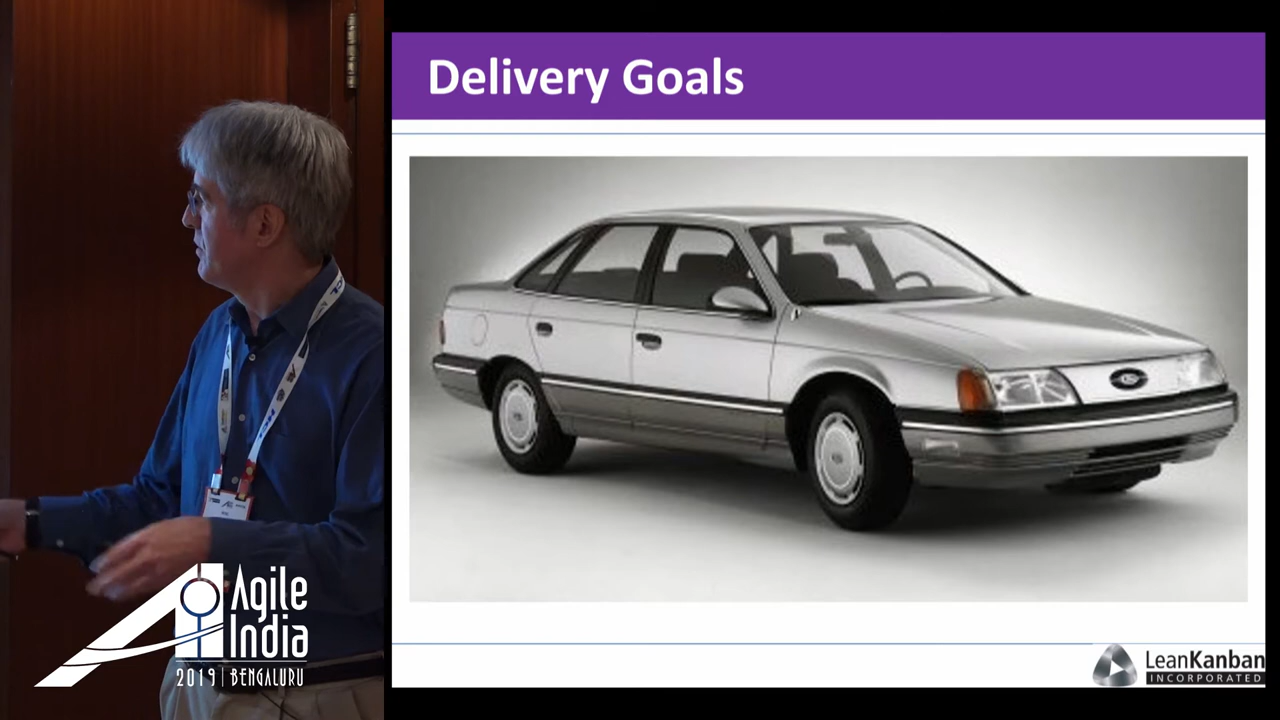 Delivery Goals
Agile
India
2019 | BENGALURU
LeanKanban
INCORPORATED